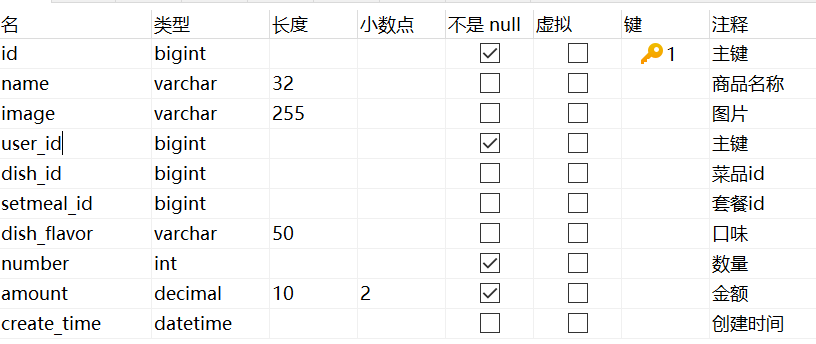 名 类型 长度 小数点 不是 null 虚拟 键 注释
id bigint 1 主键
name varchar 32 商品名称
image varchar 255 图片
user_id bigint 主键
dish_id bigint 菜品id
setmeal_id bigint 套餐id
dish_flavor varchar 50 口味
number int 数量
amount decimal 10 2 金额
create_time datetime 创建时间